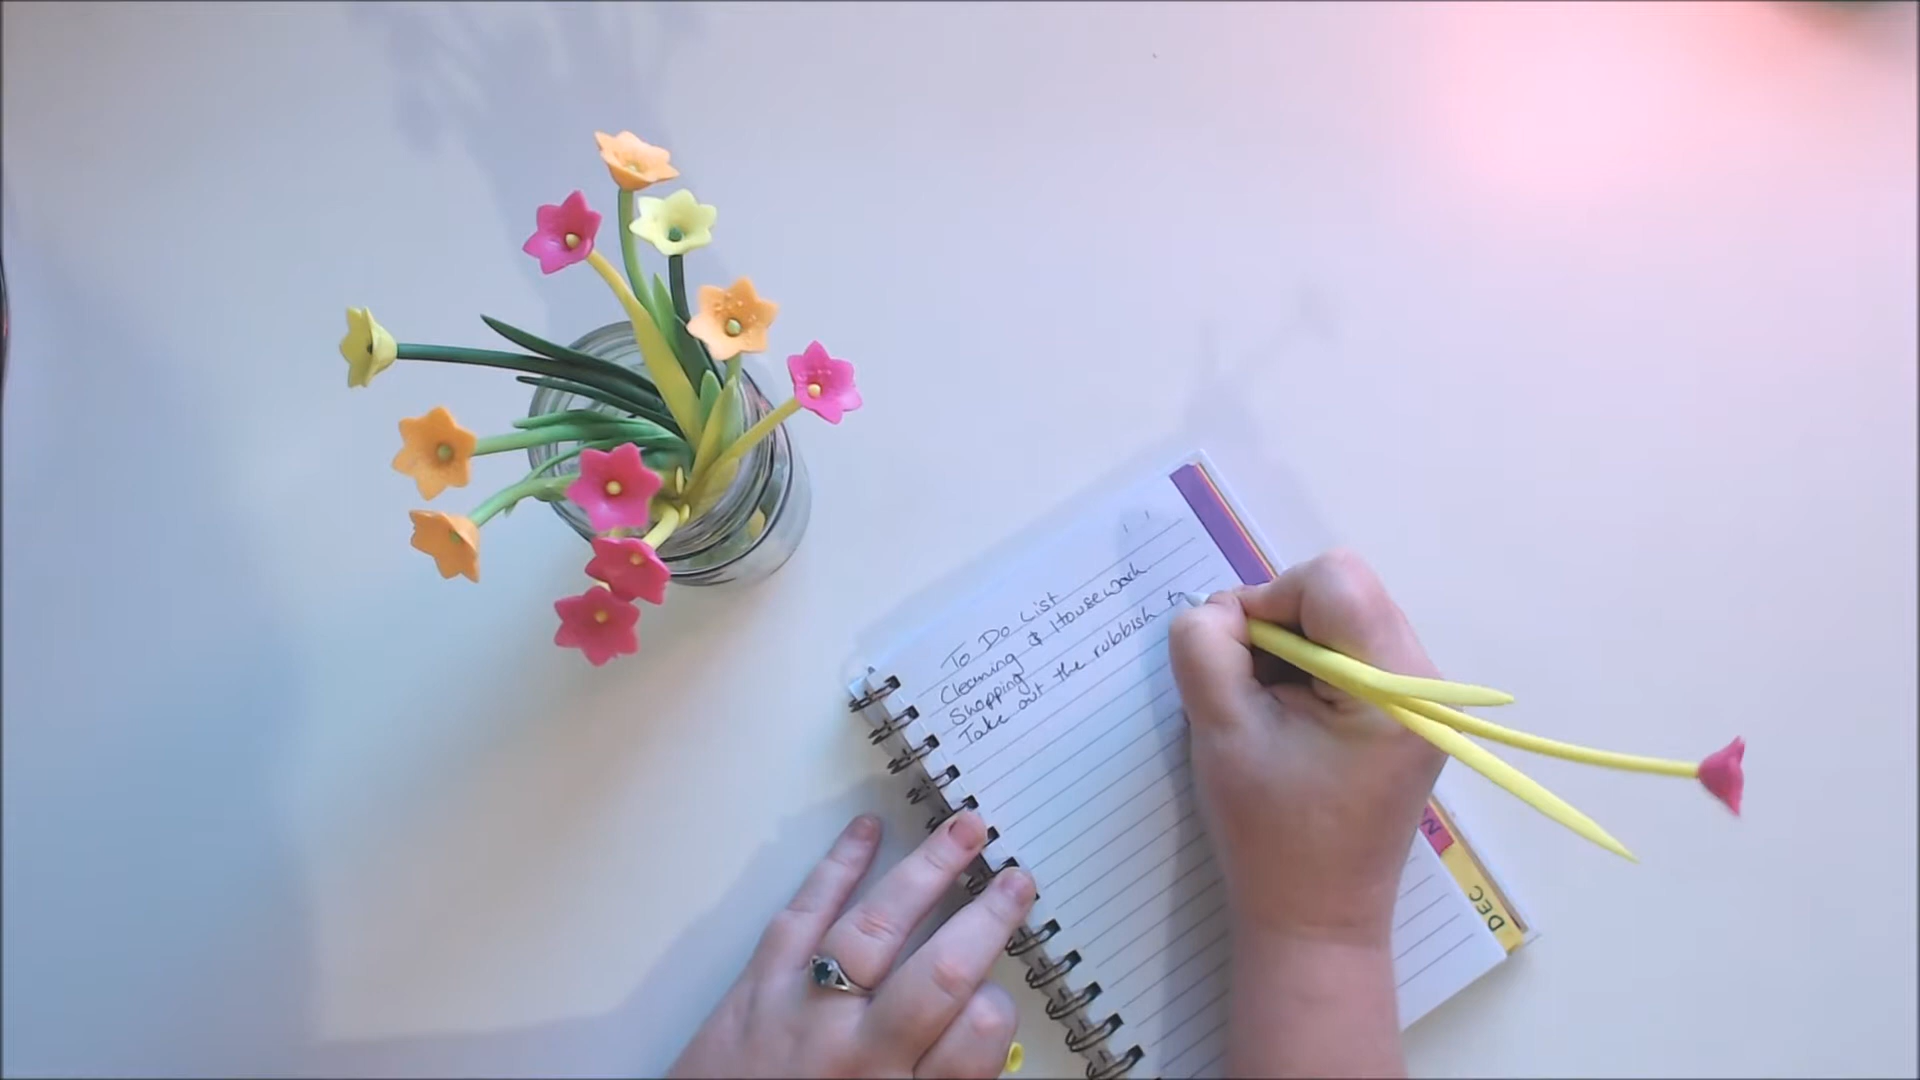 To Do List
Cleaning & Housework
Shopping
Take out the rubbish to
DEC